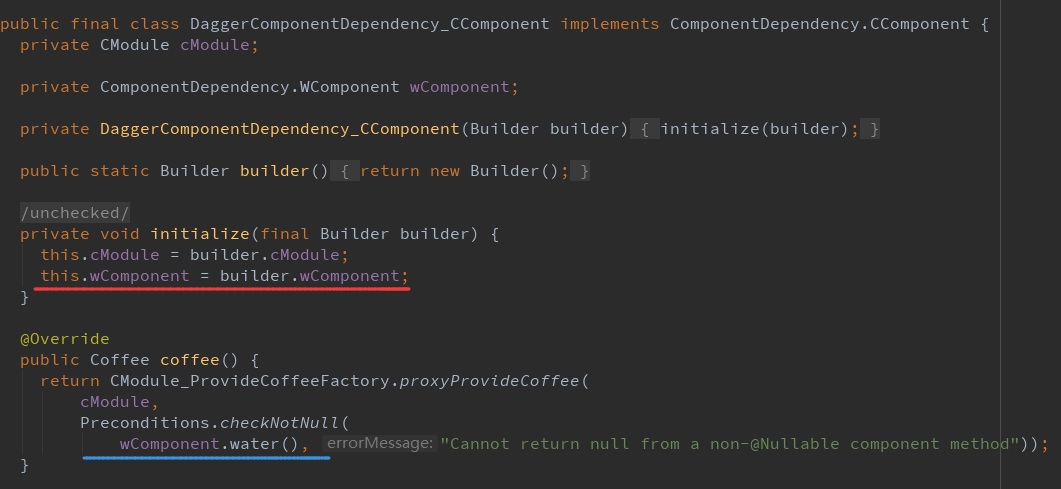 public final class DaggerComponentDependency_CComponent implements ComponentDependency.CComponent {
private CModule cModule;
private ComponentDependency.WComponent wComponent;
private DaggerComponentDependency_CComponent(Builder builder) { initialize(builder); }
public static Builder builder() { return new Builder(); }
/unchecked/
private void initialize(final Builder builder) {
this.cModule = builder.cModule;
this.wComponent = builder.wComponent;
}
@Override
public Coffee coffee() {
return CModule_ProvideCoffeeFactory.proxyProvideCoffee(
cModule,
Preconditions.checkNotNull(
wComponent.water(), errorMessage: "Cannot return null from a non-@Nullable component method"));
}